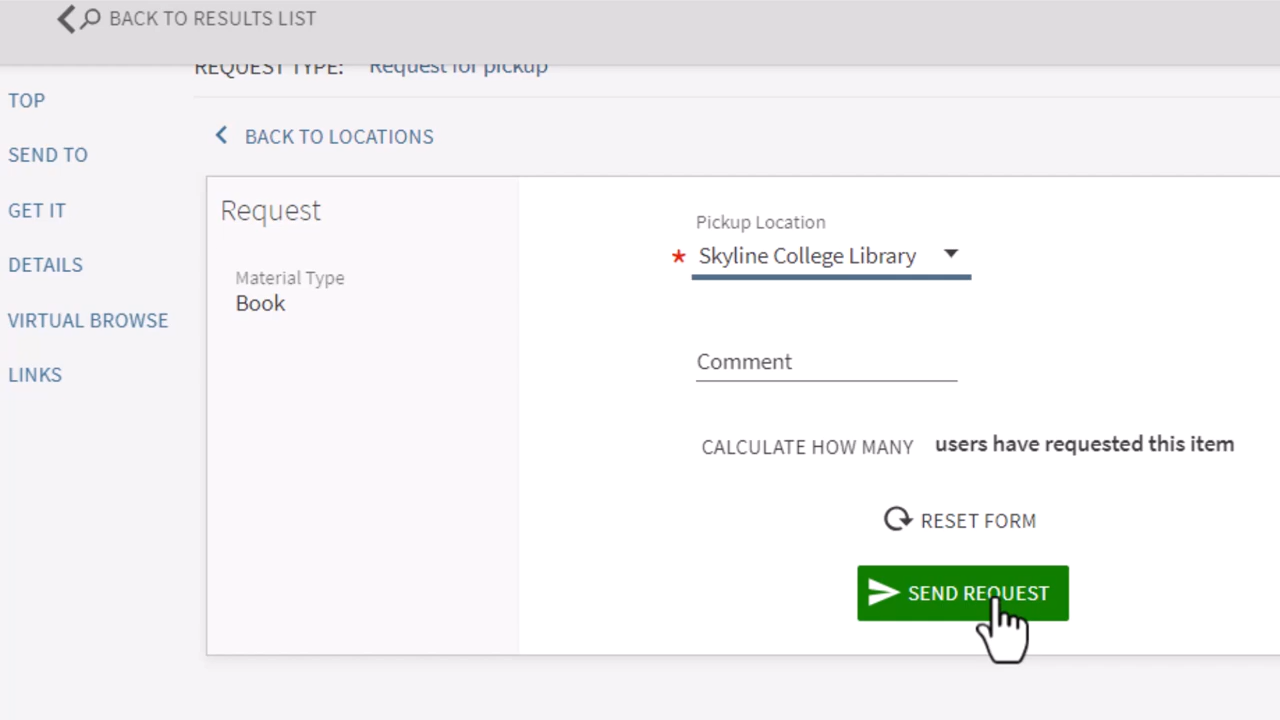 BACK TO RESULTS LIST
REQUEST TYPE: Request for pickup
TOP
SEND TO
GET IT
DETAILS
VIRTUAL BROWSE
LINKS
BACK TO LOCATIONS
Request
Material Type
Book
Pickup Location
* Skyline College Library
Comment
CALCULATE HOW MANY users have requested this item
RESET FORM
SEND REQUEST